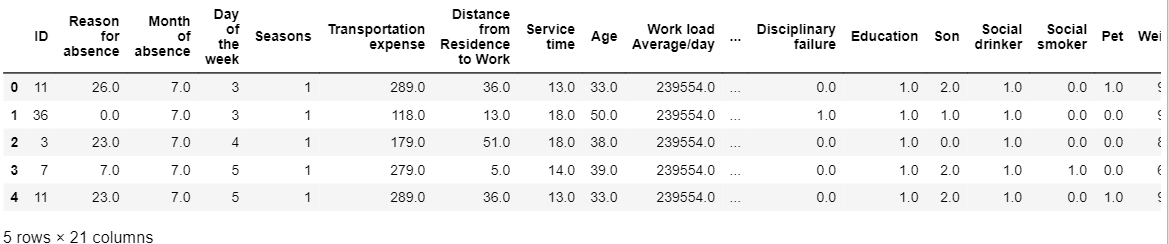 ID Reason for absence Month of absence Day of the week Seasons Transportation expense Distance from Residence to Work Service time Age Work load Average/day ... Disciplinary failure Education Son Social drinker Social smoker Pet Wei
0 11 26.0 7.0 3 1 289.0 36.0 13.0 33.0 239554.0 ... 0.0 1.0 2.0 1.0 0.0 1.0
1 36 0.0 7.0 3 1 118.0 13.0 18.0 50.0 239554.0 ... 1.0 1.0 1.0 1.0 0.0 0.0
2 3 23.0 7.0 4 1 179.0 51.0 18.0 38.0 239554.0 ... 0.0 1.0 0.0 1.0 0.0 0.0
3 7 7.0 7.0 5 1 279.0 5.0 14.0 39.0 239554.0 ... 0.0 1.0 2.0 1.0 1.0 0.0
4 11 23.0 7.0 5 1 289.0 36.0 13.0 33.0 239554.0 ... 0.0 1.0 2.0 1.0 0.0 1.0
5 rows × 21 columns